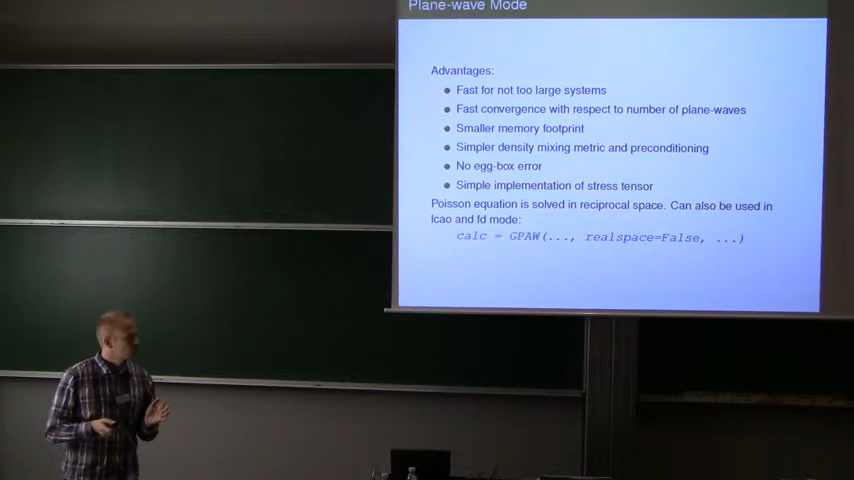 Plane-wave Mode
Advantages:
Fast for not too large systems
Fast convergence with respect to number of plane-waves
Smaller memory footprint
Simpler density mixing metric and preconditioning
No egg-box error
Simple implementation of stress tensor
Poisson equation is solved in reciprocal space. Can also be used in
lcao and fd mode:
calc = GPAW(..., realspace=False, ...)